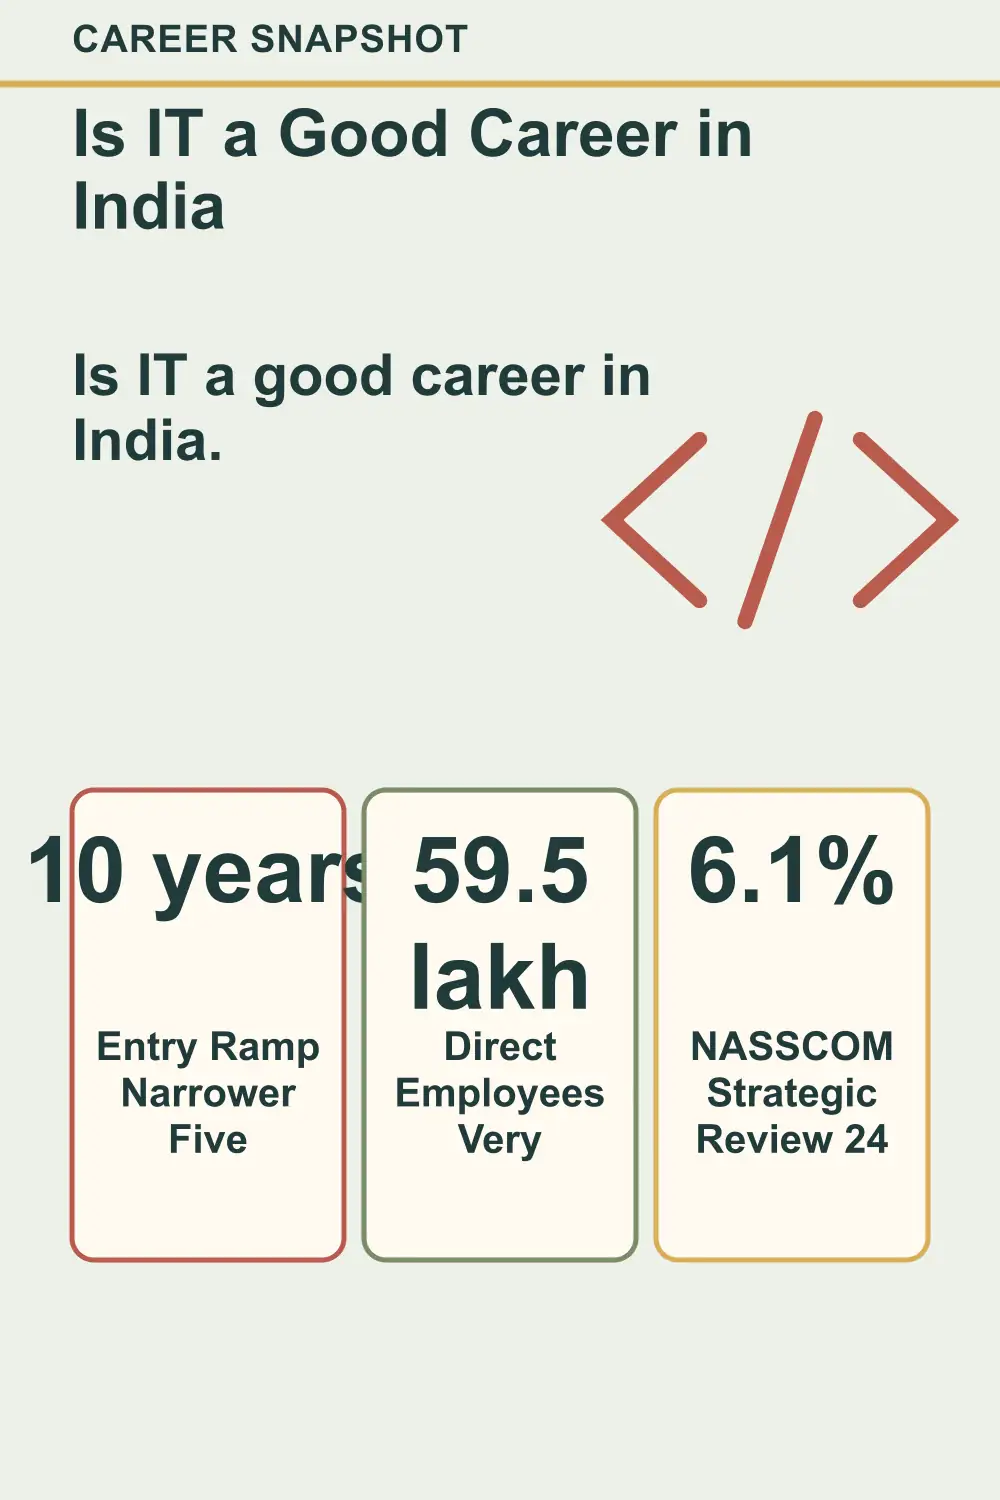 CAREER SNAPSHOT
Is IT a Good Career in
India
Is IT a good career in
India.
10 years
Entry Ramp
Narrower
Five
59.5
lakh
Direct
Employees
Very
6.1%
NASSCOM
Strategic
Review 24